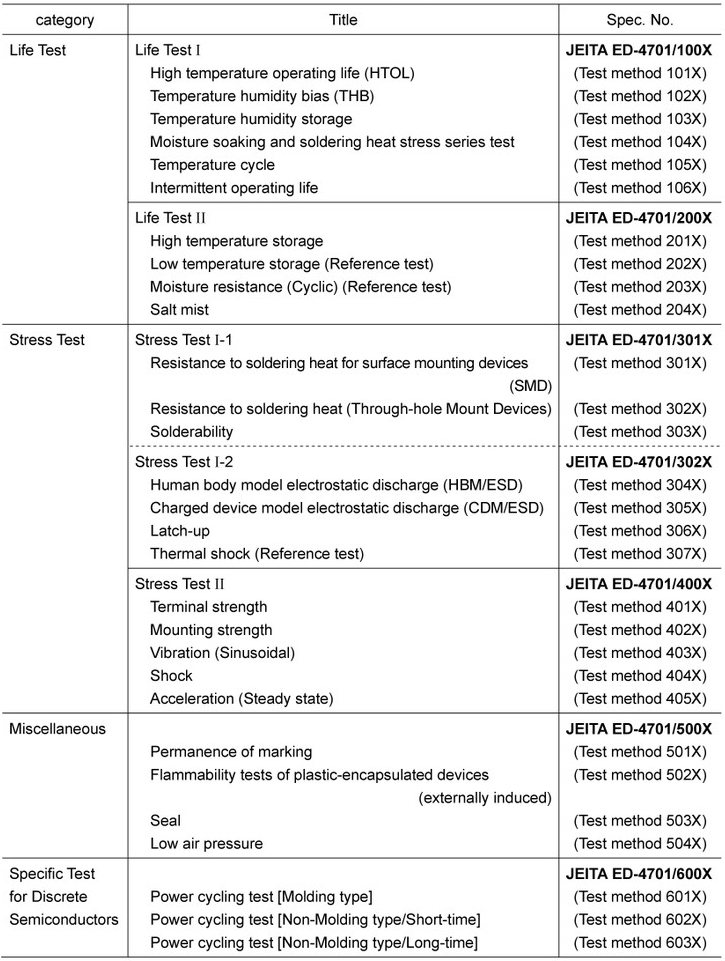 category Title Spec. No.
Life Test Life Test I JEITA ED-4701/100X
High temperature operating life (HTOL) (Test method 101X)
Temperature humidity bias (THB) (Test method 102X)
Temperature humidity storage (Test method 103X)
Moisture soaking and soldering heat stress series test (Test method 104X)
Temperature cycle (Test method 105X)
Intermittent operating life (Test method 106X)
Life Test II JEITA ED-4701/200X
High temperature storage (Test method 201X)
Low temperature storage (Reference test) (Test method 202X)
Moisture resistance (Cyclic) (Reference test) (Test method 203X)
Salt mist (Test method 204X)
Stress Test Stress Test I-1 JEITA ED-4701/301X
Resistance to soldering heat for surface mounting devices (Test method 301X)
(SMD)
Resistance to soldering heat (Through-hole Mount Devices) (Test method 302X)
Solderability (Test method 303X)
Stress Test I-2 JEITA ED-4701/302X
Human body model electrostatic discharge (HBM/ESD) (Test method 304X)
Charged device model electrostatic discharge (CDM/ESD) (Test method 305X)
Latch-up (Test method 306X)
Thermal shock (Reference test) (Test method 307X)
Stress Test II JEITA ED-4701/400X
Terminal strength (Test method 401X)
Mounting strength (Test method 402X)
Vibration (Sinusoidal) (Test method 403X)
Shock (Test method 404X)
Acceleration (Steady state) (Test method 405X)
Miscellaneous JEITA ED-4701/500X
Permanence of marking (Test method 501X)
Flammability tests of plastic-encapsulated devices (Test method 502X)
(externally induced)
Seal (Test method 503X)
Low air pressure (Test method 504X)
Specific Test JEITA ED-4701/600X
for Discrete Power cycling test [Molding type] (Test method 601X)
Semiconductors Power cycling test [Non-Molding type/Short-time] (Test method 602X)
Power cycling test [Non-Molding type/Long-time] (Test method 603X)